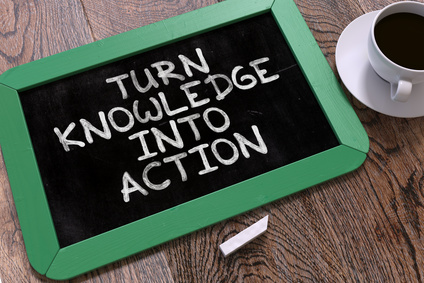 TURN
KNOWLEDGE
INTO
ACTION